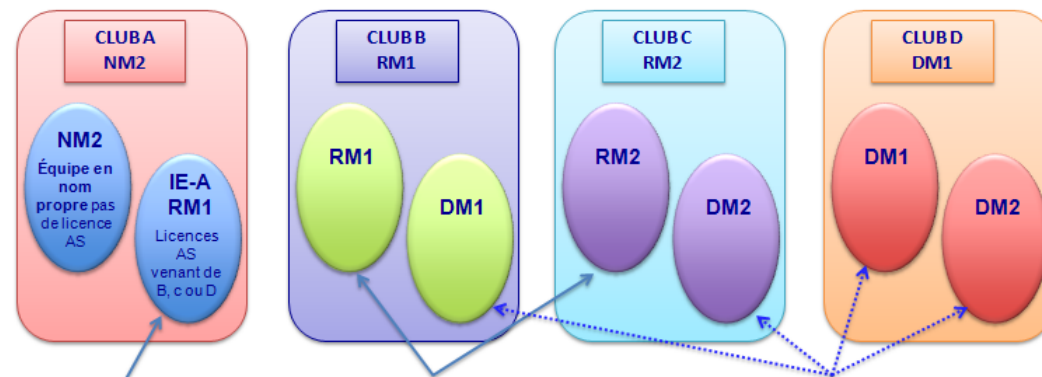 CLUB A
NM2
CLUB B
RM1
CLUB C
RM2
CLUB D
DM1
NM2
Équipe en
nom
propre pas
de licence
AS
IE-A
RM1
Licences
AS
venant de
B, c ou D
RM1
DM1
RM2
DM2
DM1
DM2